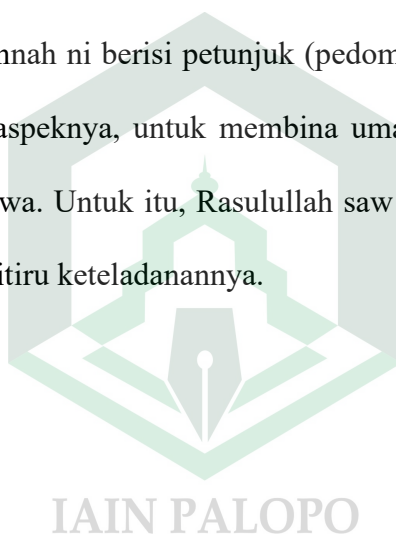 nnah ni berisi petunjuk (pedom
aspeknya, untuk membina uma
wa. Untuk itu, Rasulullah saw
itiru keteladanannya.
IAIN PALOPO